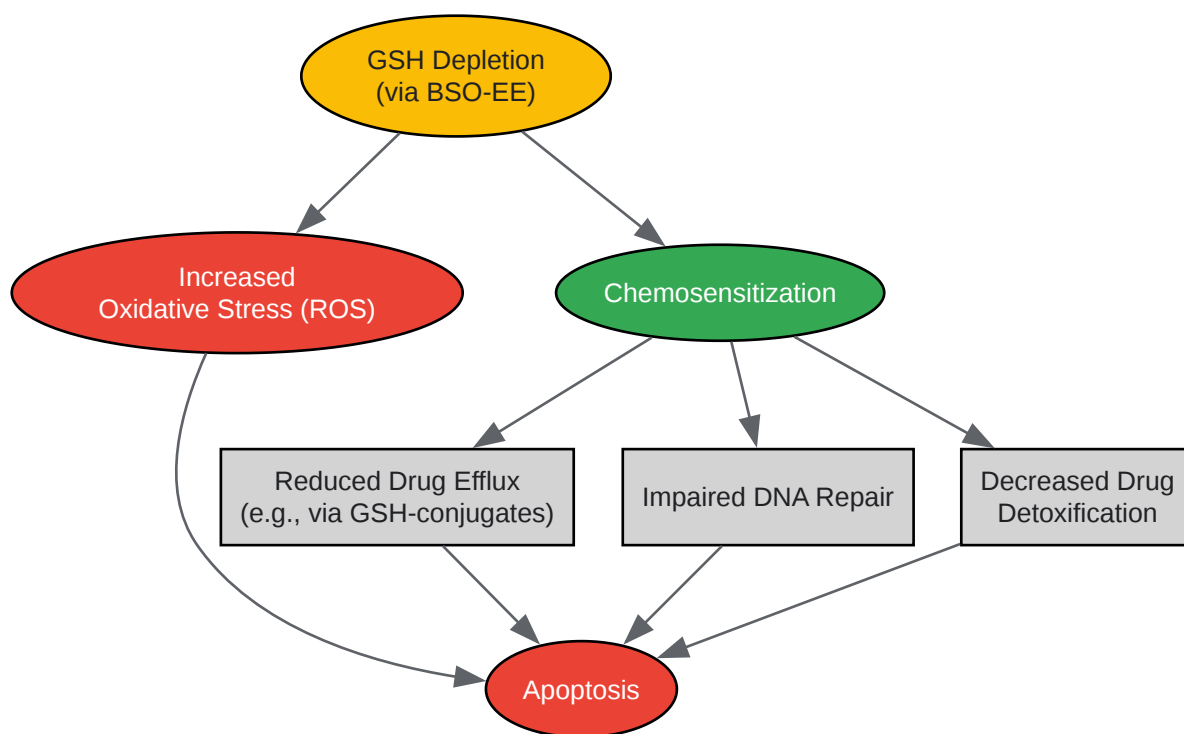 GSH Depletion
(via BSO-EE)
Increased
Oxidative Stress (ROS)
Chemosensitization
Reduced Drug Efflux
(e.g., via GSH-conjugates)
Impaired DNA Repair
Decreased Drug
Detoxification
Apoptosis